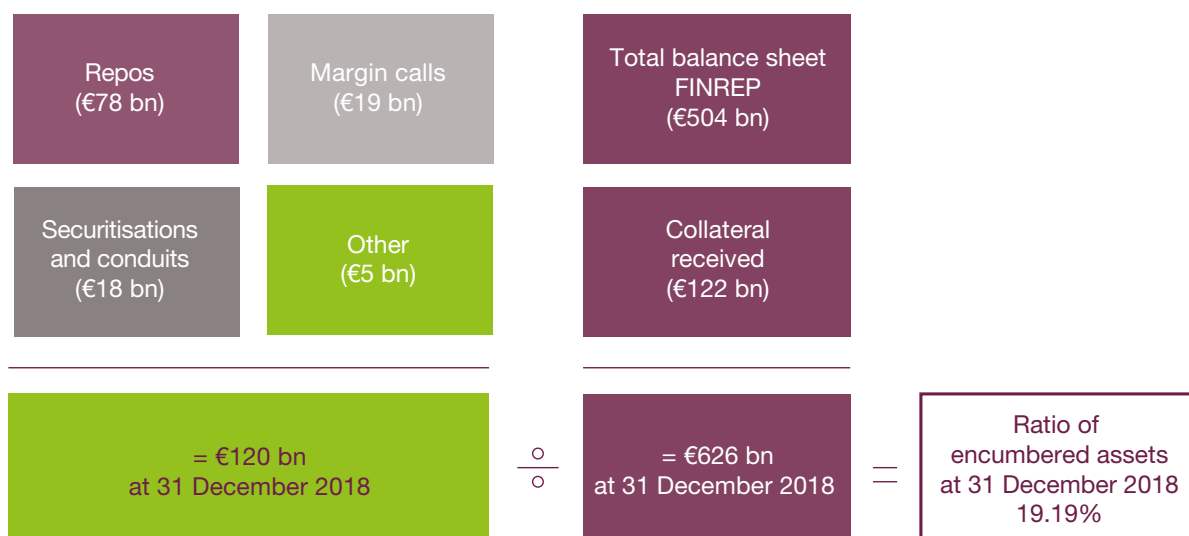 Repos
(€78 bn)
Margin calls
(€19 bn)
Total balance sheet
FINREP
(€504 bn)
Securitisations
and conduits
(€18 bn)
Other
(€5 bn)
Collateral
received
(€122 bn)
= €120 bn
at 31 December 2018
÷
= €626 bn
at 31 December 2018
=
Ratio of
encumbered assets
at 31 December 2018
19.19%